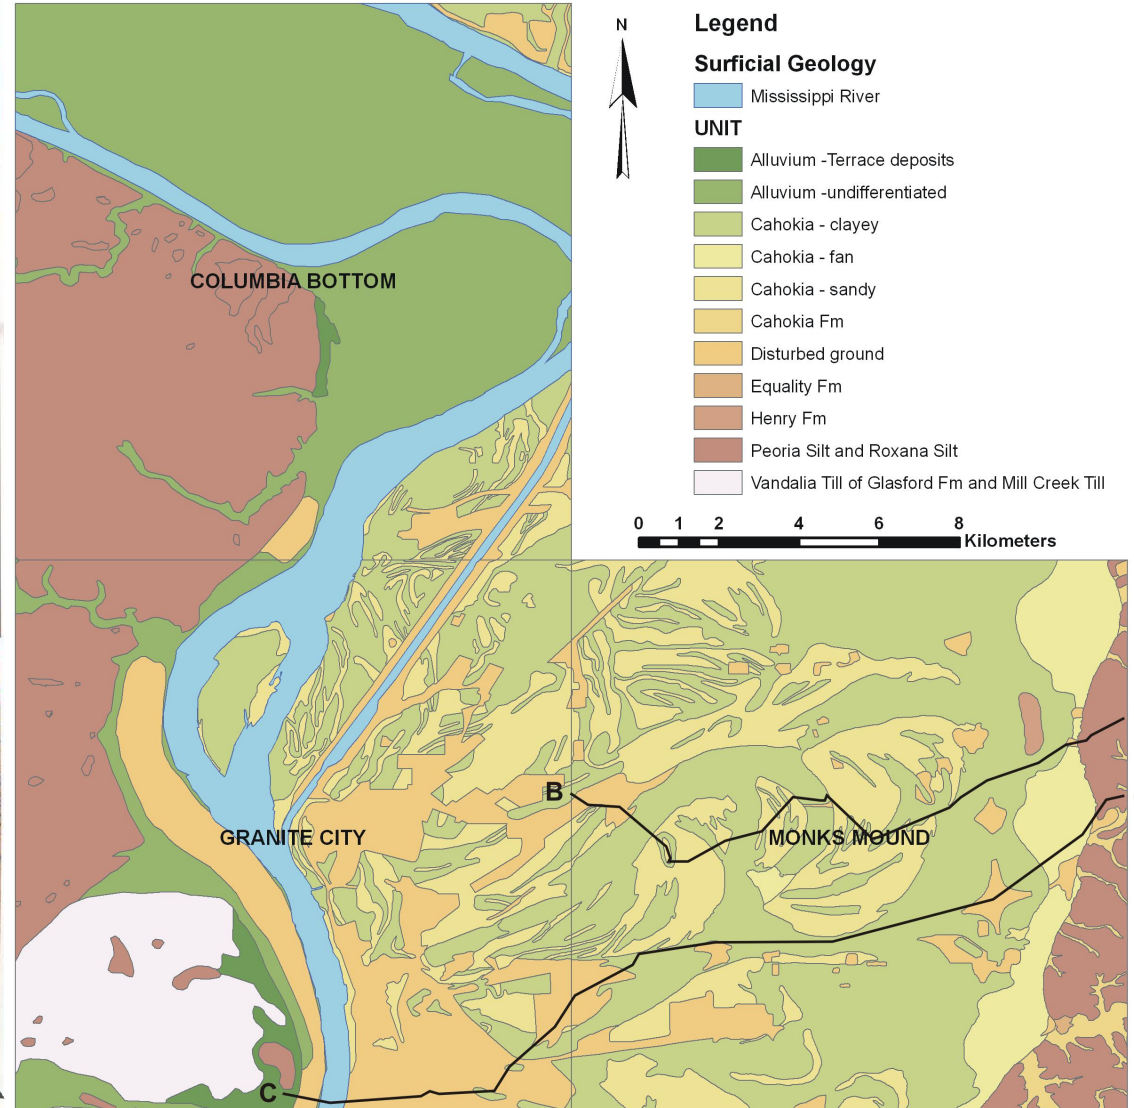 N
Legend
Surficial Geology
Mississippi River
UNIT
Alluvium -Terrace deposits
Alluvium -undifferentiated
Cahokia - clayey
Cahokia - fan
Cahokia - sandy
Cahokia Fm
Disturbed ground
Equality Fm
Henry Fm
Peoria Silt and Roxana Silt
Vandalia Till of Glasford Fm and Mill Creek Till
0 1 2 4 6 8
Kilometers
COLUMBIA BOTTOM
B
GRANITE CITY
MONKS MOUND
C